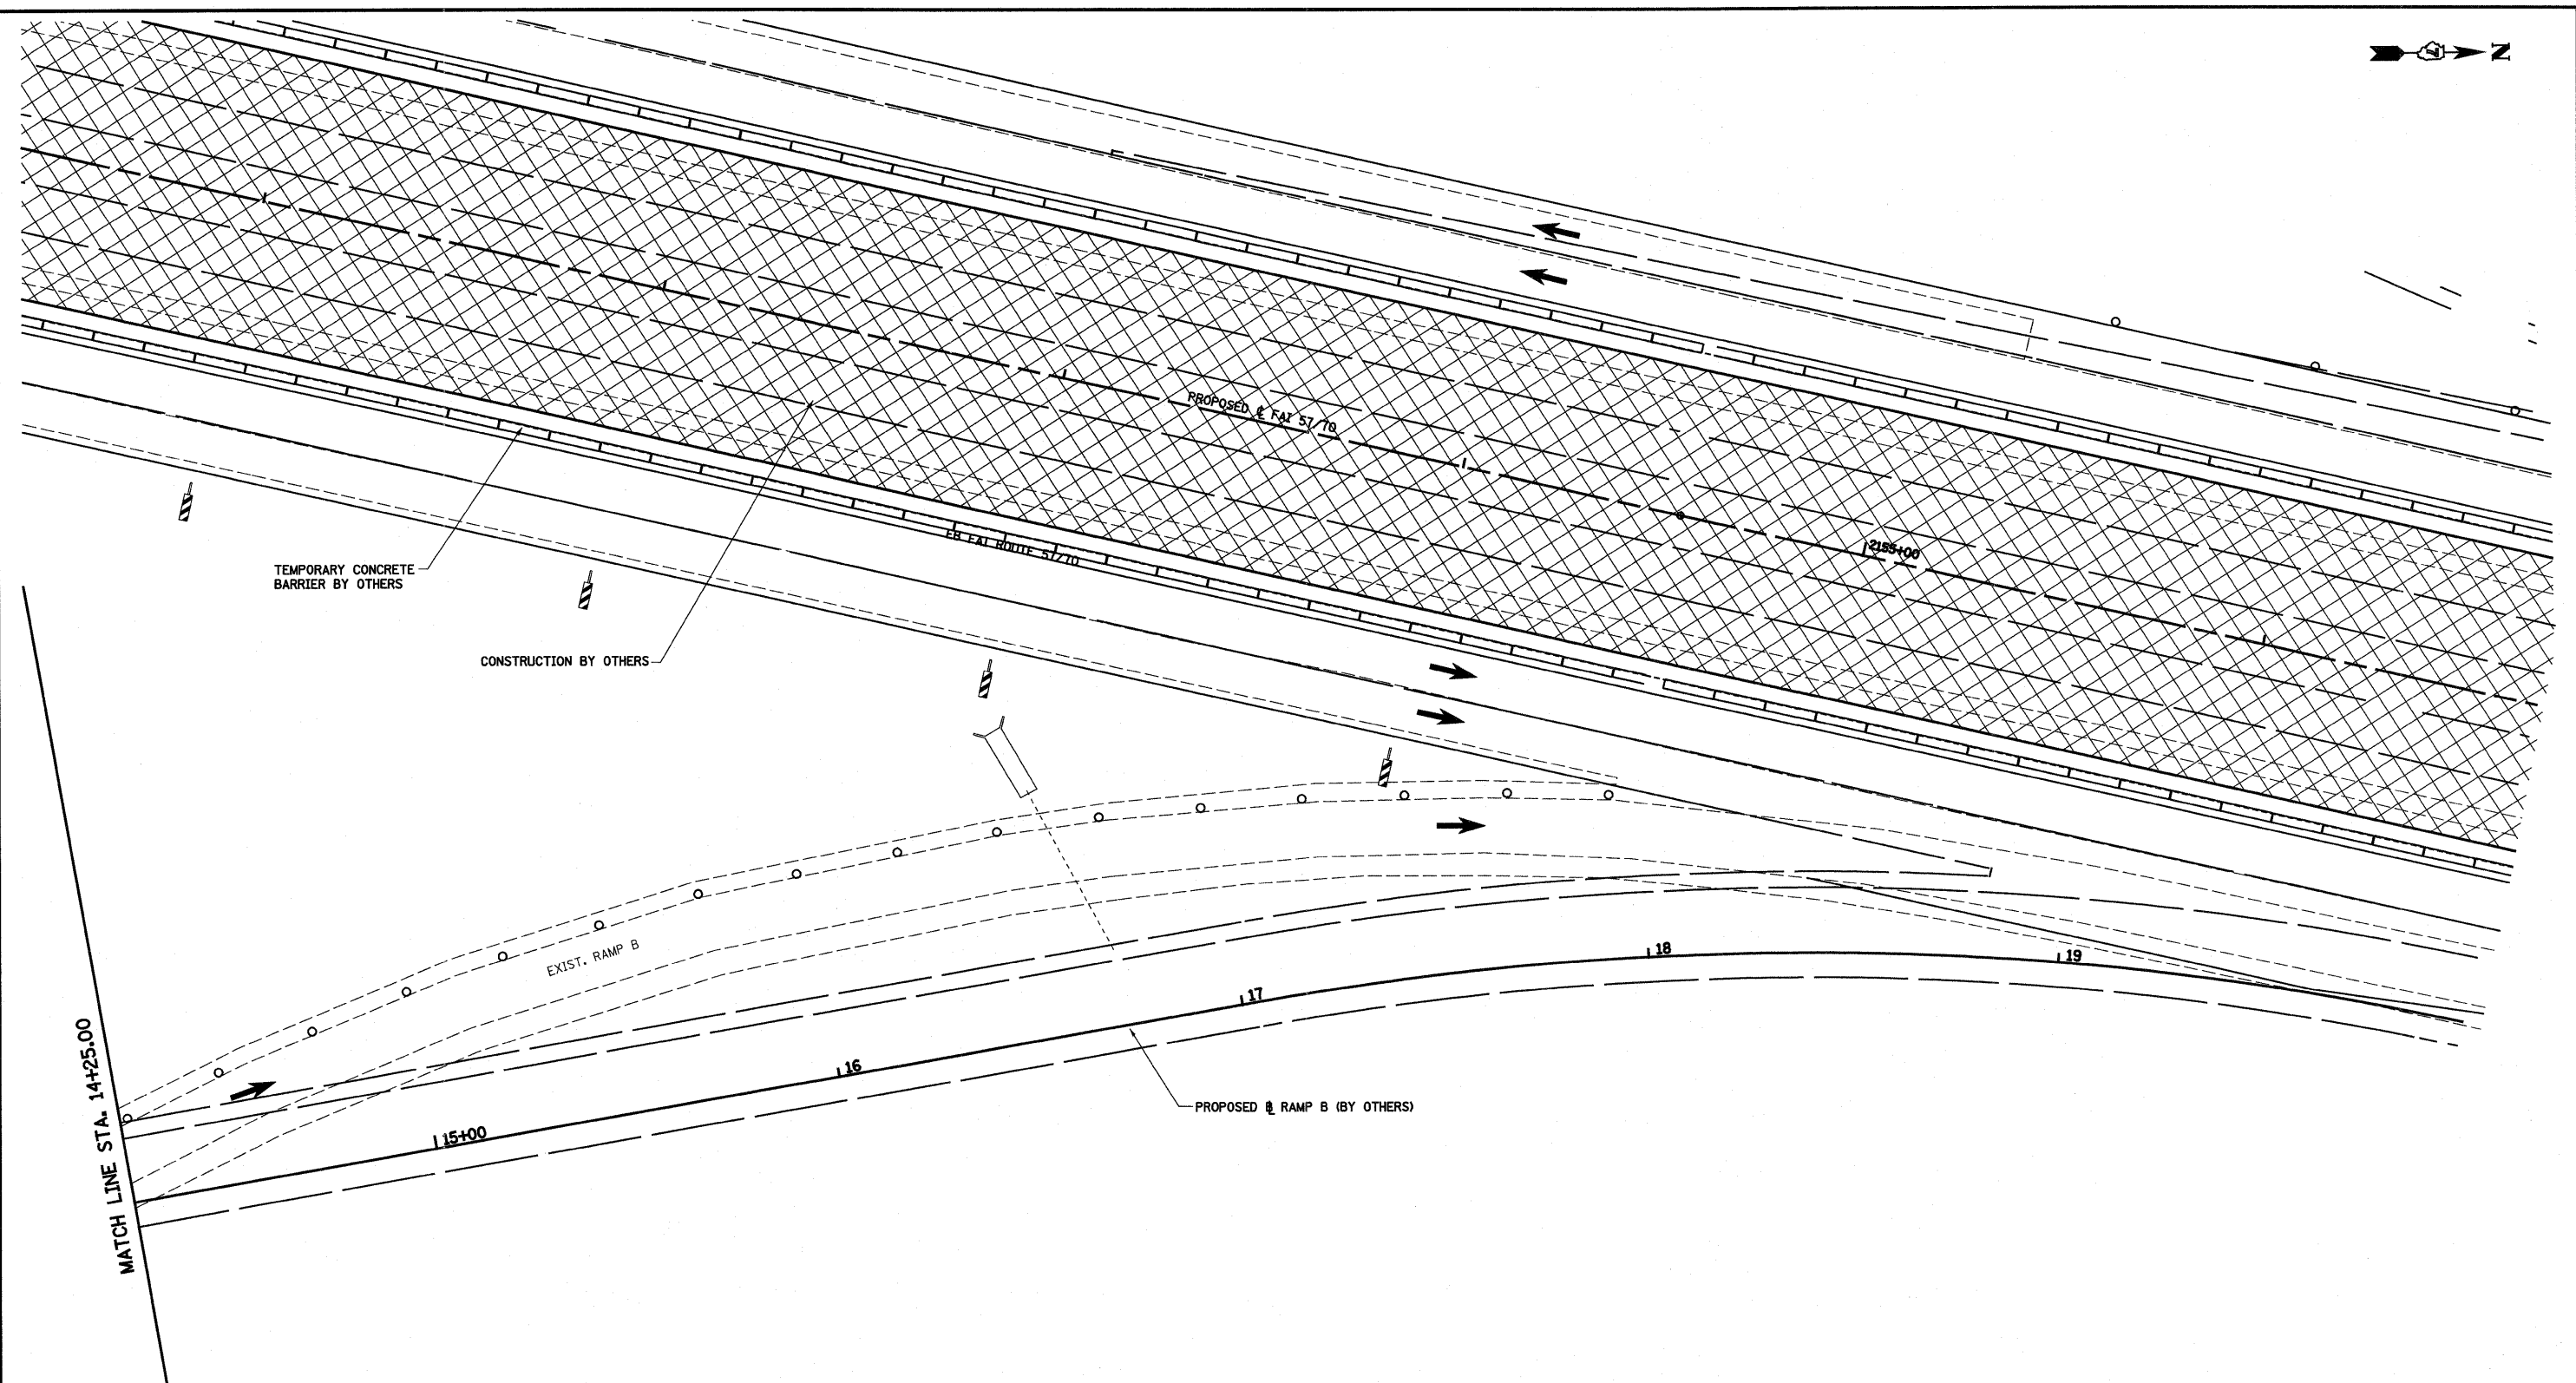 N
PROPOSED ℄ FAI 57/70
2155+00
EB FAI ROUTE 57/70
TEMPORARY CONCRETE
BARRIER BY OTHERS
CONSTRUCTION BY OTHERS
EXIST. RAMP B
MATCH LINE STA. 14+25.00
15+00
16
17
18
19
PROPOSED ⅊ RAMP B (BY OTHERS)